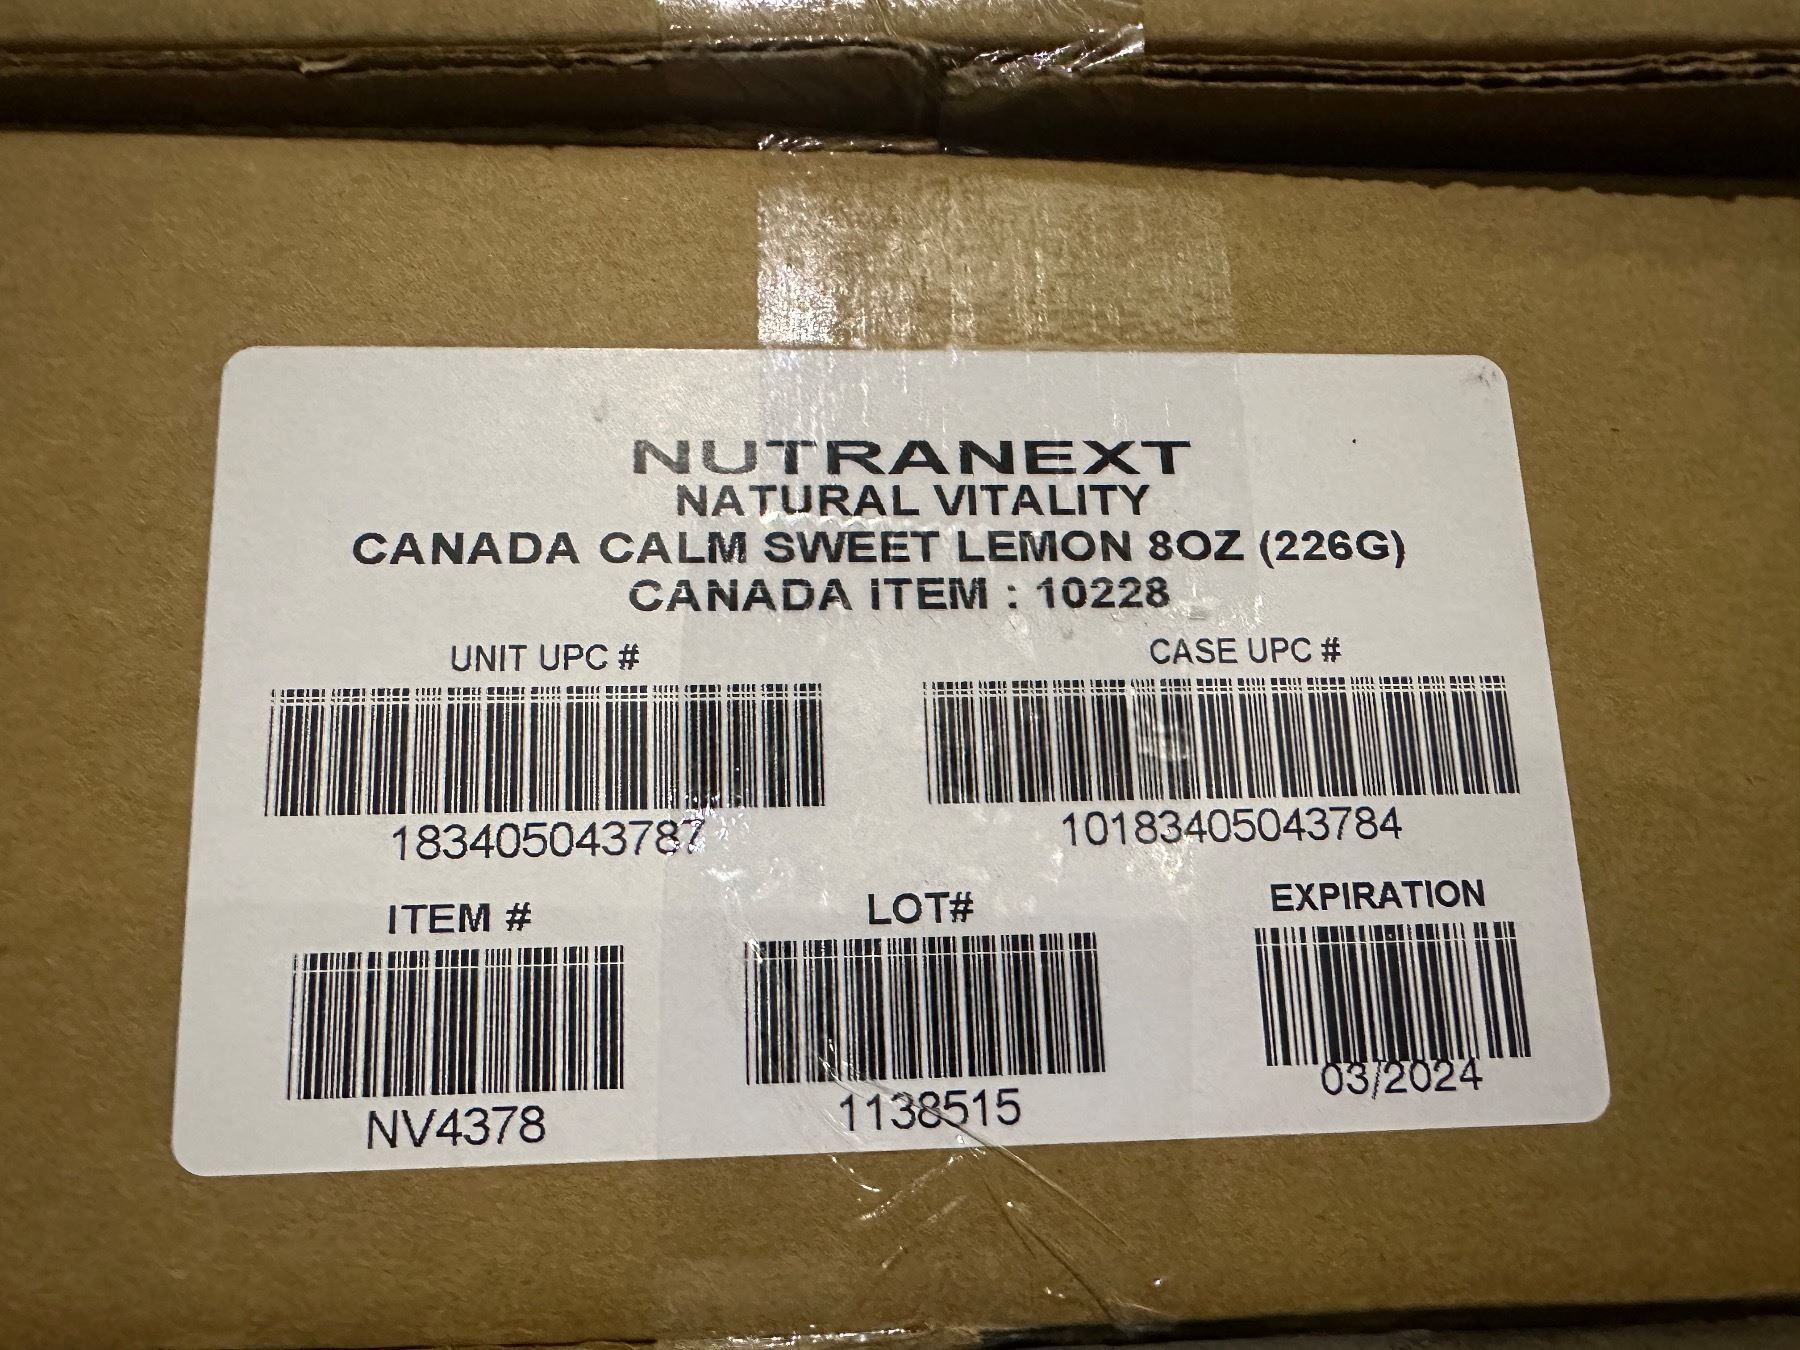 NUTRANEXT
NATURAL VITALITY
CANADA CALM SWEET LEMON 8OZ (226G)
CANADA ITEM : 10228
UNIT UPC #
183405043787
CASE UPC #
10183405043784
ITEM #
NV4378
LOT#
1138515
EXPIRATION
03/2024